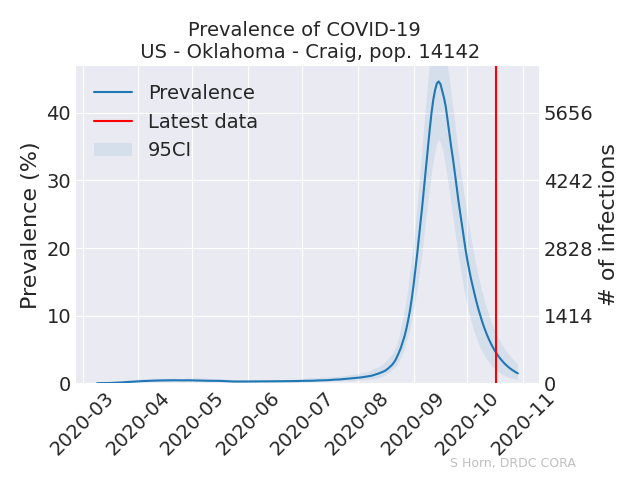 Prevalence of COVID-19
US - Oklahoma - Craig, pop. 14142
Prevalence
Latest data
95CI
Prevalence (%)
40
30
20
10
0
# of infections
5656
4242
2828
1414
0
2020-03
2020-04
2020-05
2020-06
2020-07
2020-08
2020-09
2020-10
2020-11
S Horn, DRDC CORA